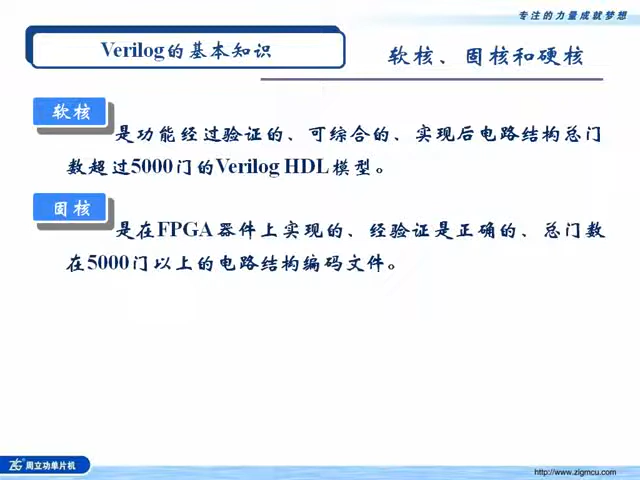 专注的力量成就梦想
Verilog的基本知识
软核、固核和硬核
软核
是功能经过验证的、可综合的、实现后电路结构总门
数超过5000门的Verilog HDL模型。
固核
是在FPGA器件上实现的、经验证是正确的、总门数
在5000门以上的电路结构编码文件。
ZLG 周立功单片机
http://www.zlgmcu.com